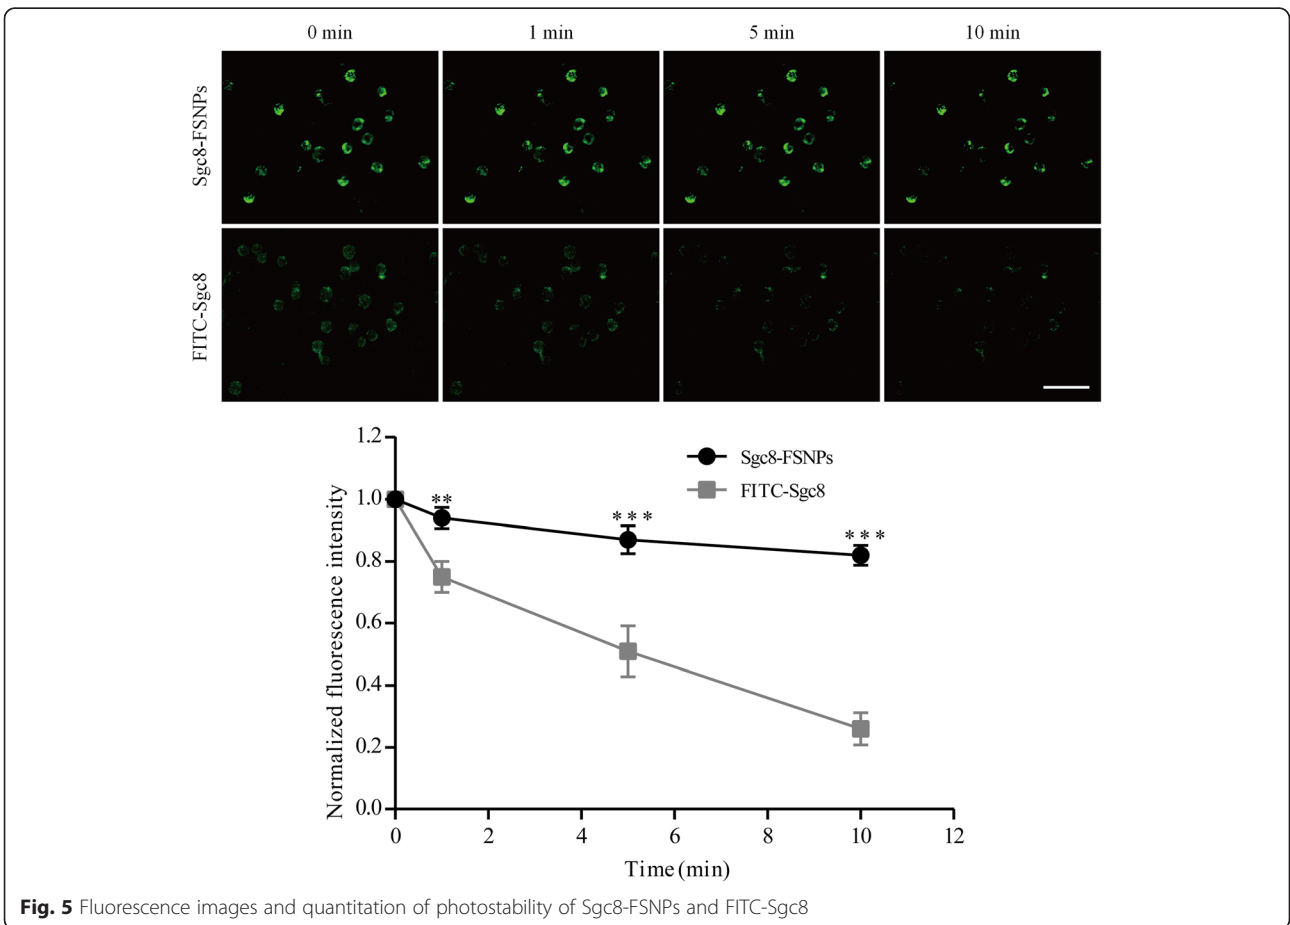 0 min 1 min 5 min 10 min
Sgc8-FSNPs
FITC-Sgc8
1.2
1.0
0.8
0.6
0.4
0.2
0.0
Normalized fluorescence intensity
Sgc8-FSNPs
FITC-Sgc8
**
***
***
0 2 4 6 8 10 12
Time (min)
Fig. 5 Fluorescence images and quantitation of photostability of Sgc8-FSNPs and FITC-Sgc8